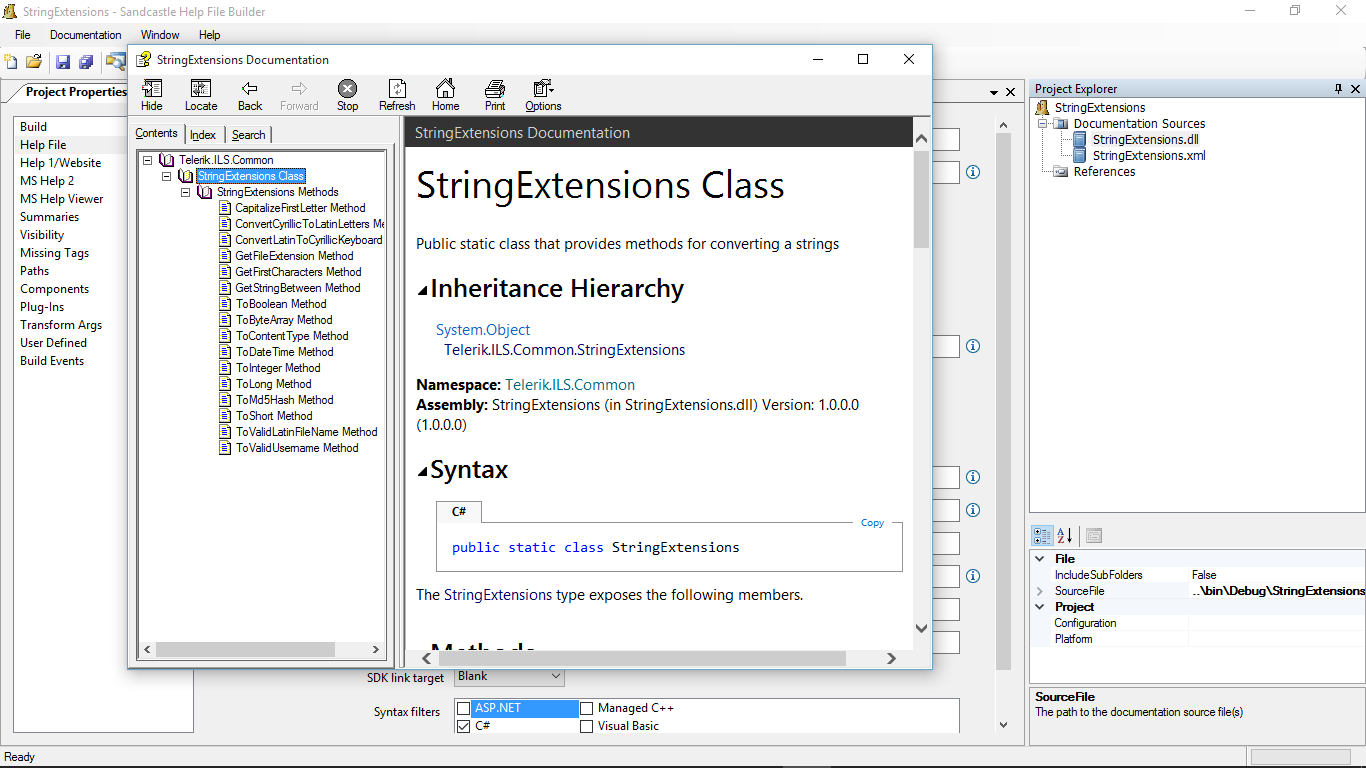 StringExtensions - Sandcastle Help File Builder
File Documentation Window Help
Project Properties
Build
Help File
Help 1/Website
MS Help 2
MS Help Viewer
Summaries
Visibility
Missing Tags
Paths
Components
Plug-Ins
Transform Args
User Defined
Build Events
StringExtensions Documentation
Hide Locate Back Forward Stop Refresh Home Print Options
Contents Index Search
Telerik.ILS.Common
StringExtensions Class
StringExtensions Methods
CapitalizeFirstLetter Method
ConvertCyrillicToLatinLetters Me
ConvertLatinToCyrillicKeyboard
GetFileExtension Method
GetFirstCharacters Method
GetStringBetween Method
ToBoolean Method
ToByteArray Method
ToContentType Method
ToDateTime Method
ToInteger Method
ToLong Method
ToMd5Hash Method
ToShort Method
ToValidLatinFileName Method
ToValidUsername Method
StringExtensions Documentation
StringExtensions Class
Public static class that provides methods for converting a strings
Inheritance Hierarchy
System.Object
Telerik.ILS.Common.StringExtensions
Namespace: Telerik.ILS.Common
Assembly: StringExtensions (in StringExtensions.dll) Version: 1.0.0.0
(1.0.0.0)
Syntax
C#
Copy
public static class StringExtensions
The StringExtensions type exposes the following members.
Methods
SDK link target Blank
Syntax filters
ASP.NET Managed C++
C# Visual Basic
Project Explorer
StringExtensions
Documentation Sources
StringExtensions.dll
StringExtensions.xml
References
File
IncludeSubFolders False
SourceFile ..\bin\Debug\StringExtensions
Project
Configuration
Platform
SourceFile
The path to the documentation source file(s)
Ready